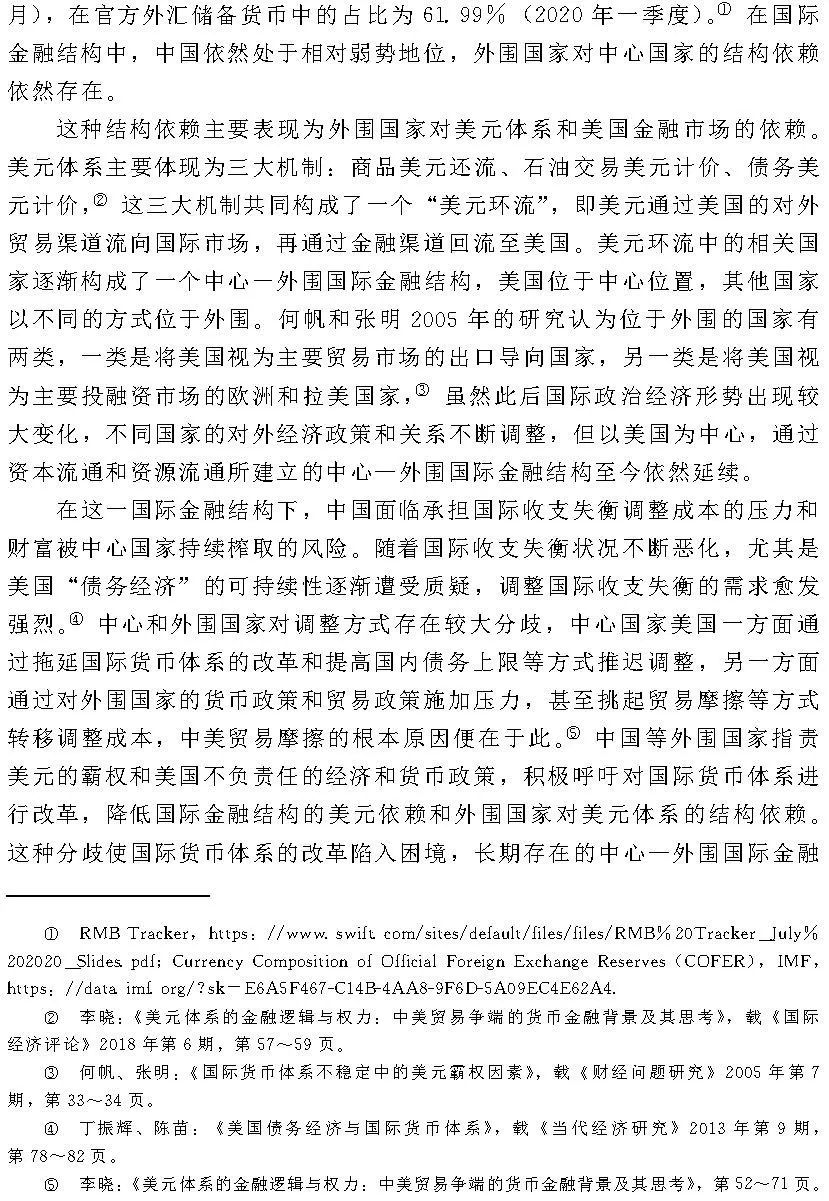 月），在官方外汇储备货币中的占比为 61.99%（2020 年一季度）。① 在国际
金融结构中，中国依然处于相对弱势地位，外围国家对中心国家的结构依赖
依然存在。
这种结构依赖主要表现为外围国家对美元体系和美国金融市场的依赖。
美元体系主要体现为三大机制：商品美元还流、石油交易美元计价、债务美
元计价，② 这三大机制共同构成了一个“美元环流”，即美元通过美国的对外
贸易渠道流向国际市场，再通过金融渠道回流至美国。美元环流中的相关国
家逐渐构成了一个中心—外围国际金融结构，美国位于中心位置，其他国家
以不同的方式位于外围。何帆和张明 2005 年的研究认为位于外围的国家有
两类，一类是将美国视为主要贸易市场的出口导向国家，另一类是将美国视
为主要投融资市场的欧洲和拉美国家，③ 虽然此后国际政治经济形势出现较
大变化，不同国家的对外经济政策和关系不断调整，但以美国为中心，通过
资本流通和资源流通所建立的中心—外围国际金融结构至今依然延续。
在这一国际金融结构下，中国面临承担国际收支失衡调整成本的压力和
财富被中心国家持续榨取的风险。随着国际收支失衡状况不断恶化，尤其是
美国“债务经济”的可持续性逐渐遭受质疑，调整国际收支失衡的需求愈发
强烈。④ 中心和外围国家对调整方式存在较大分歧，中心国家美国一方面通
过拖延国际货币体系的改革和提高国内债务上限等方式推迟调整，另一方面
通过对外围国家的货币政策和贸易政策施加压力，甚至挑起贸易摩擦等方式
转移调整成本，中美贸易摩擦的根本原因便在于此。⑤ 中国等外围国家指责
美元的霸权和美国不负责任的经济和货币政策，积极呼吁对国际货币体系进
行改革，降低国际金融结构的美元依赖和外围国家对美元体系的结构依赖。
这种分歧使国际货币体系的改革陷入困境，长期存在的中心—外围国际金融
① RMB Tracker，https：//www.swift.com/sites/default/files/files/RMB%20Tracker_July%
202020_Slides.pdf；Currency Composition of Official Foreign Exchange Reserves（COFER），IMF，
https：//data.imf.org/?sk=E6A5F467-C14B-4AA8-9F6D-5A09EC4E62A4.
② 李晓：《美元体系的金融逻辑与权力：中美贸易争端的货币金融背景及其思考》，载《国际
经济评论》2018 年第 6 期，第 57～59 页。
③ 何帆、张明：《国际货币体系不稳定中的美元霸权因素》，载《财经问题研究》2005 年第 7
期，第 33～34 页。
④ 丁振辉、陈苗：《美国债务经济与国际货币体系》，载《当代经济研究》2013 年第 9 期，
第 78～82 页。
⑤ 李晓：《美元体系的金融逻辑与权力：中美贸易争端的货币金融背景及其思考》，第 52～71 页。